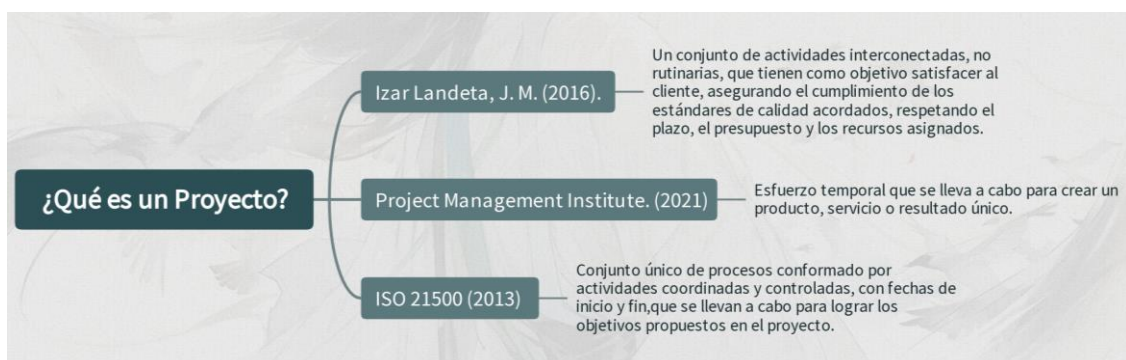 ¿Qué es un Proyecto?
Izar Landeta, J. M. (2016).
Un conjunto de actividades interconectadas, no
rutinarias, que tienen como objetivo satisfacer al
cliente, asegurando el cumplimiento de los
estándares de calidad acordados, respetando el
plazo, el presupuesto y los recursos asignados.
Project Management Institute. (2021)
Esfuerzo temporal que se lleva a cabo para crear un
producto, servicio o resultado único.
ISO 21500 (2013)
Conjunto único de procesos conformado por
actividades coordinadas y controladas, con fechas de
inicio y fin,que se llevan a cabo para lograr los
objetivos propuestos en el proyecto.